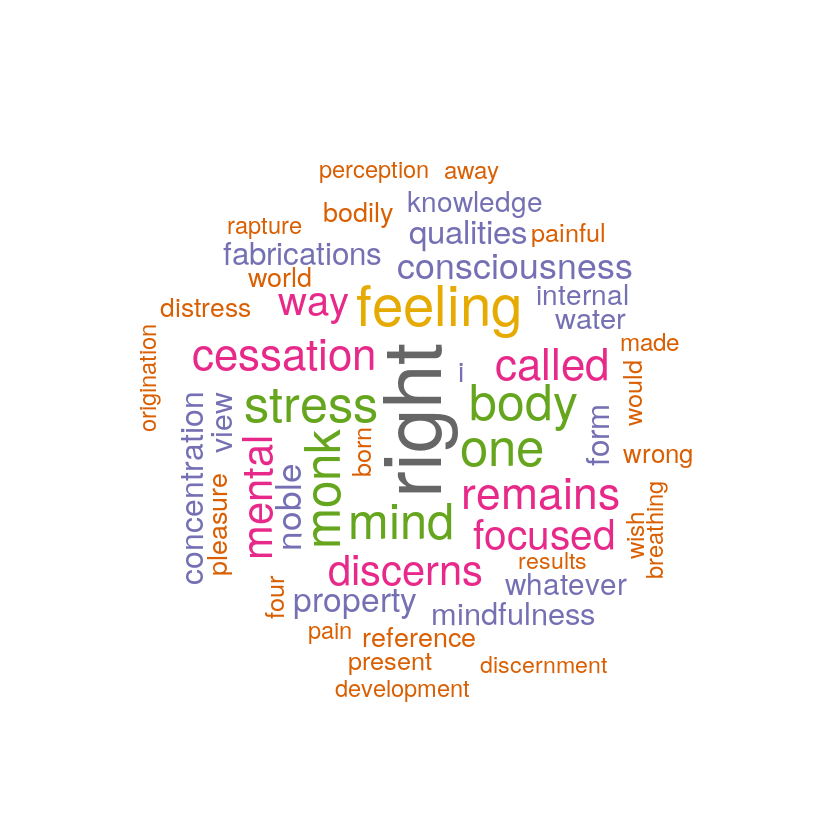 perception away
bodily knowledge
rapture qualities painful
fabrications consciousness
world internal
way feeling
distress water
origination made
cessation called
right i would
stress body
view form
concentration born one wrong
mental noble monk
pleasure remains
mind focused
wish breathing
discerns results
four property whatever
mindfulness
pain reference
present discernment
development